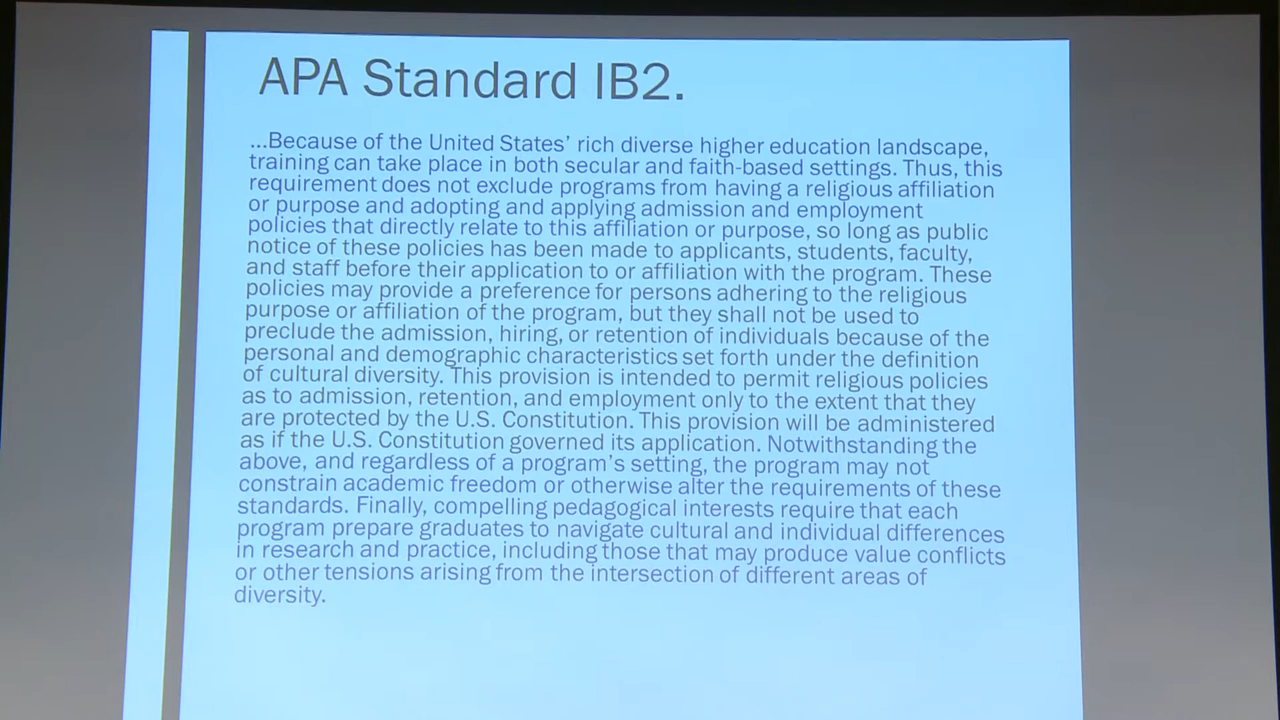 APA Standard IB2.
...Because of the United States' rich diverse higher education landscape,
training can take place in both secular and faith-based settings. Thus, this
requirement does not exclude programs from having a religious affiliation
or purpose and adopting and applying admission and employment
policies that directly relate to this affiliation or purpose, so long as public
notice of these policies has been made to applicants, students, faculty,
and staff before their application to or affiliation with the program. These
policies may provide a preference for persons adhering to the religious
purpose or affiliation of the program, but they shall not be used to
preclude the admission, hiring, or retention of individuals because of the
personal and demographic characteristics set forth under the definition
of cultural diversity. This provision is intended to permit religious policies
as to admission, retention, and employment only to the extent that they
are protected by the U.S. Constitution. This provision will be administered
as if the U.S. Constitution governed its application. Notwithstanding the
above, and regardless of a program's setting, the program may not
constrain academic freedom or otherwise alter the requirements of these
standards. Finally, compelling pedagogical interests require that each
program prepare graduates to navigate cultural and individual differences
in research and practice, including those that may produce value conflicts
or other tensions arising from the intersection of different areas of
diversity.